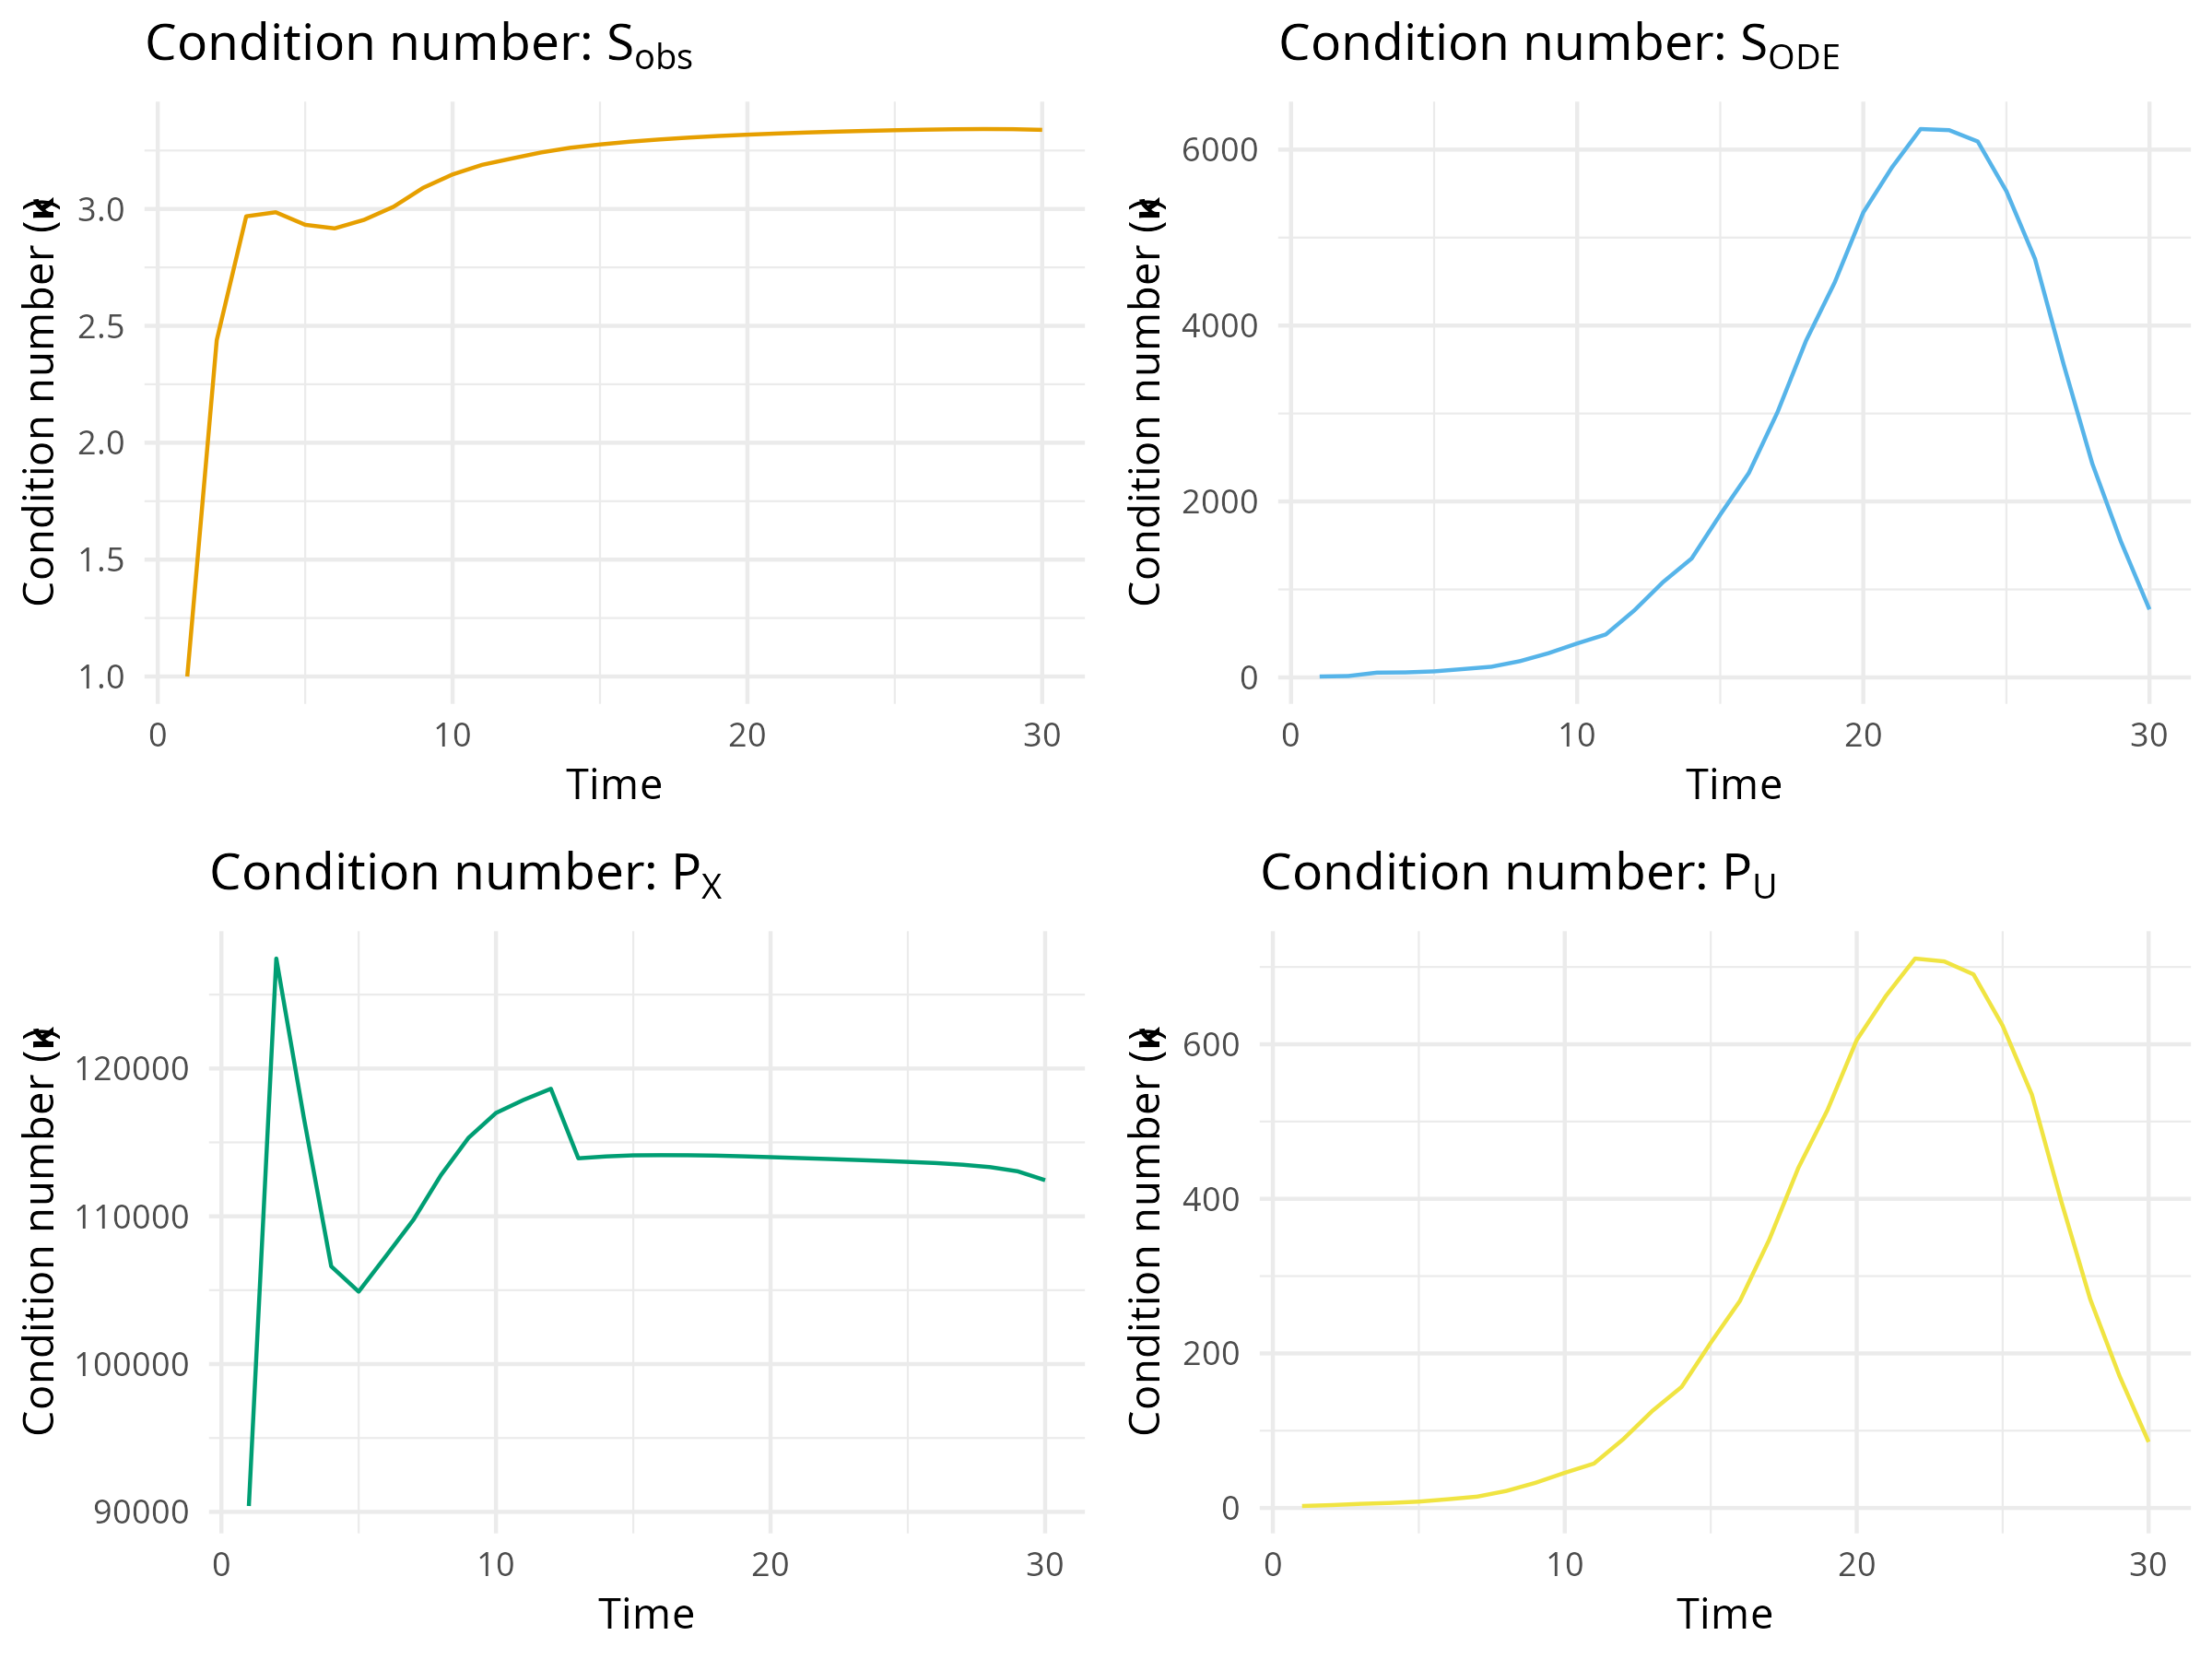 Condition number: S_obs
Condition number (κ)
3.0
2.5
2.0
1.5
1.0
0 10 20 30
Time
Condition number: S_ODE
Condition number (κ)
6000
4000
2000
0
0 10 20 30
Time
Condition number: P_X
Condition number (κ)
120000
110000
100000
90000
0 10 20 30
Time
Condition number: P_U
Condition number (κ)
600
400
200
0
0 10 20 30
Time